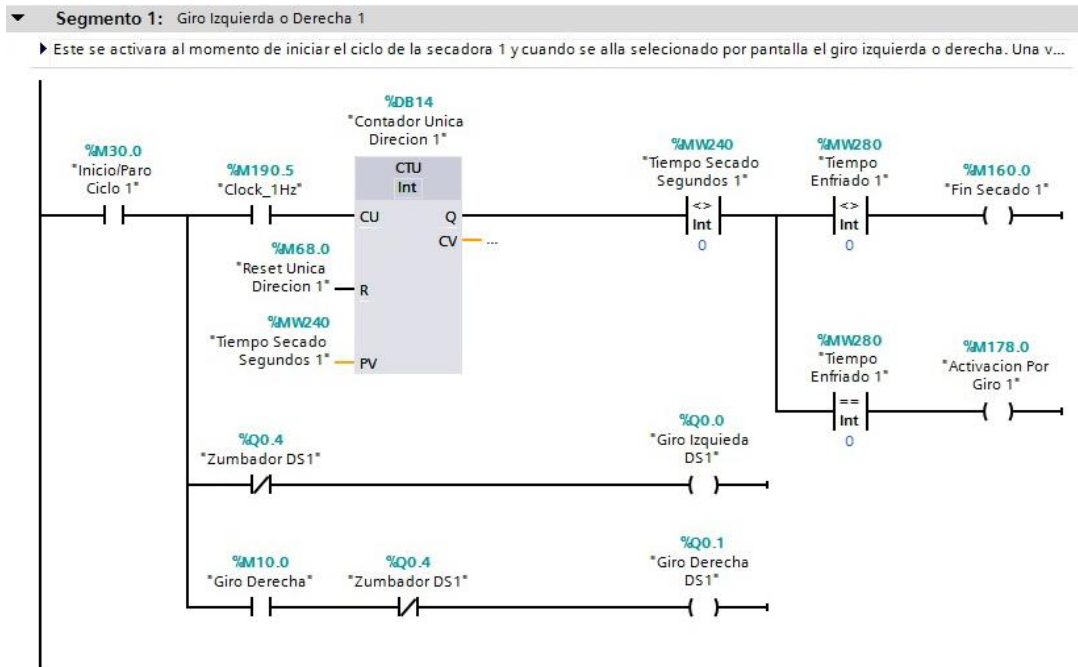 Segmento 1: Giro Izquierda o Derecha 1
Este se activara al momento de iniciar el ciclo de la secadora 1 y cuando se alla selecionado por pantalla el giro izquierda o derecha. Una v...
%DB14
"Contador Unica
Direcion 1"
%M30.0
"Inicio/Paro
Ciclo 1"
%M190.5
"Clock_1Hz"
CTU
Int
%MW240
"Tiempo Secado
Segundos 1"
<>
Int
0
%MW280
"Tiempo
Enfriado 1"
<>
Int
0
%M160.0
"Fin Secado 1"
CU
Q
CV
...
%M68.0
"Reset Unica
Direcion 1"
R
%MW240
"Tiempo Secado
Segundos 1"
PV
%MW280
"Tiempo
Enfriado 1"
==
Int
0
%M178.0
"Activacion Por
Giro 1"
%Q0.4
"Zumbador DS1"
%Q0.0
"Giro Izquieda
DS1"
%M10.0
"Giro Derecha"
%Q0.4
"Zumbador DS1"
%Q0.1
"Giro Derecha
DS1"